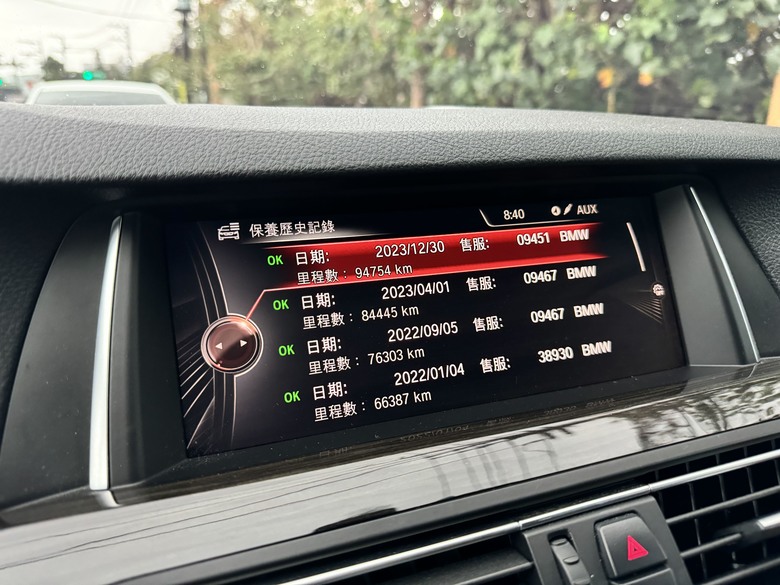 8:40 AUX
保養歷史記錄
OK 日期: 2023/12/30 售服: 09451 BMW
里程數: 94754 km
OK 日期: 2023/04/01 售服: 09467 BMW
里程數: 84445 km
OK 日期: 2022/09/05 售服: 09467 BMW
里程數: 76303 km
OK 日期: 2022/01/04 售服: 38930 BMW
里程數: 66387 km